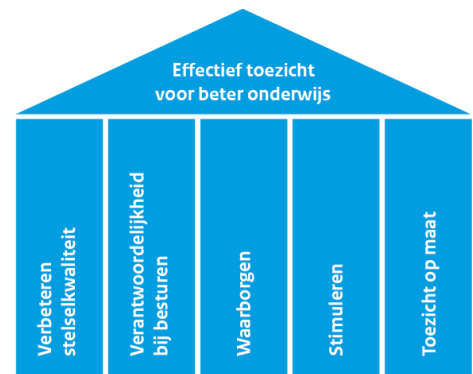 Effectief toezicht
voor beter onderwijs
Verbeteren
stelselkwaliteit
Verantwoordelijkheid
bij besturen
Waarborgen
Stimuleren
Toezicht op maat